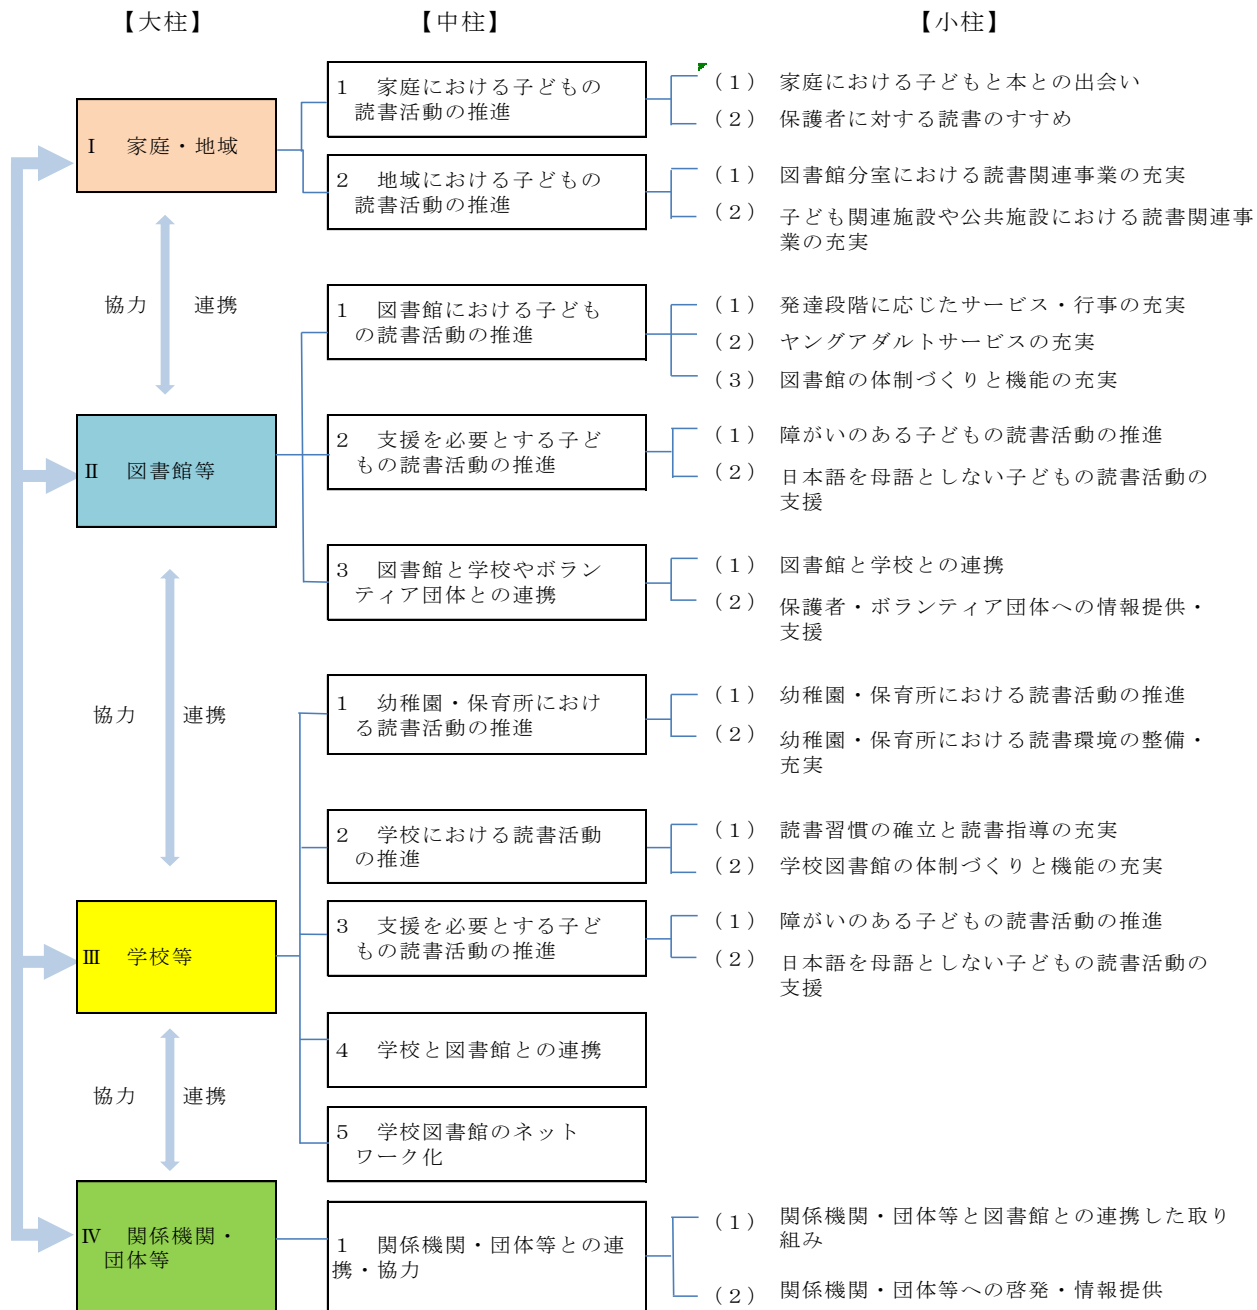 【大柱】
【中柱】
【小柱】
Ⅰ　家庭・地域
1　家庭における子どもの
読書活動の推進
（1）　家庭における子どもと本との出会い
（2）　保護者に対する読書のすすめ
2　地域における子どもの
読書活動の推進
（1）　図書館分室における読書関連事業の充実
（2）　子ども関連施設や公共施設における読書関連事
業の充実
協力　連携
Ⅱ　図書館等
1　図書館における子ども
の読書活動の推進
（1）　発達段階に応じたサービス・行事の充実
（2）　ヤングアダルトサービスの充実
（3）　図書館の体制づくりと機能の充実
2　支援を必要とする子ど
もの読書活動の推進
（1）　障がいのある子どもの読書活動の推進
（2）　日本語を母語としない子どもの読書活動の
支援
3　図書館と学校やボラン
ティア団体との連携
（1）　図書館と学校との連携
（2）　保護者・ボランティア団体への情報提供・
支援
協力　連携
Ⅲ　学校等
1　幼稚園・保育所におけ
る読書活動の推進
（1）　幼稚園・保育所における読書活動の推進
（2）　幼稚園・保育所における読書環境の整備・
充実
2　学校における読書活動
の推進
（1）　読書習慣の確立と読書指導の充実
（2）　学校図書館の体制づくりと機能の充実
3　支援を必要とする子ど
もの読書活動の推進
（1）　障がいのある子どもの読書活動の推進
（2）　日本語を母語としない子どもの読書活動の
支援
4　学校と図書館との連携
5　学校図書館のネット
ワーク化
協力　連携
Ⅳ　関係機関・
団体等
1　関係機関・団体等との連
携・協力
（1）　関係機関・団体等と図書館との連携した取り
組み
（2）　関係機関・団体等への啓発・情報提供